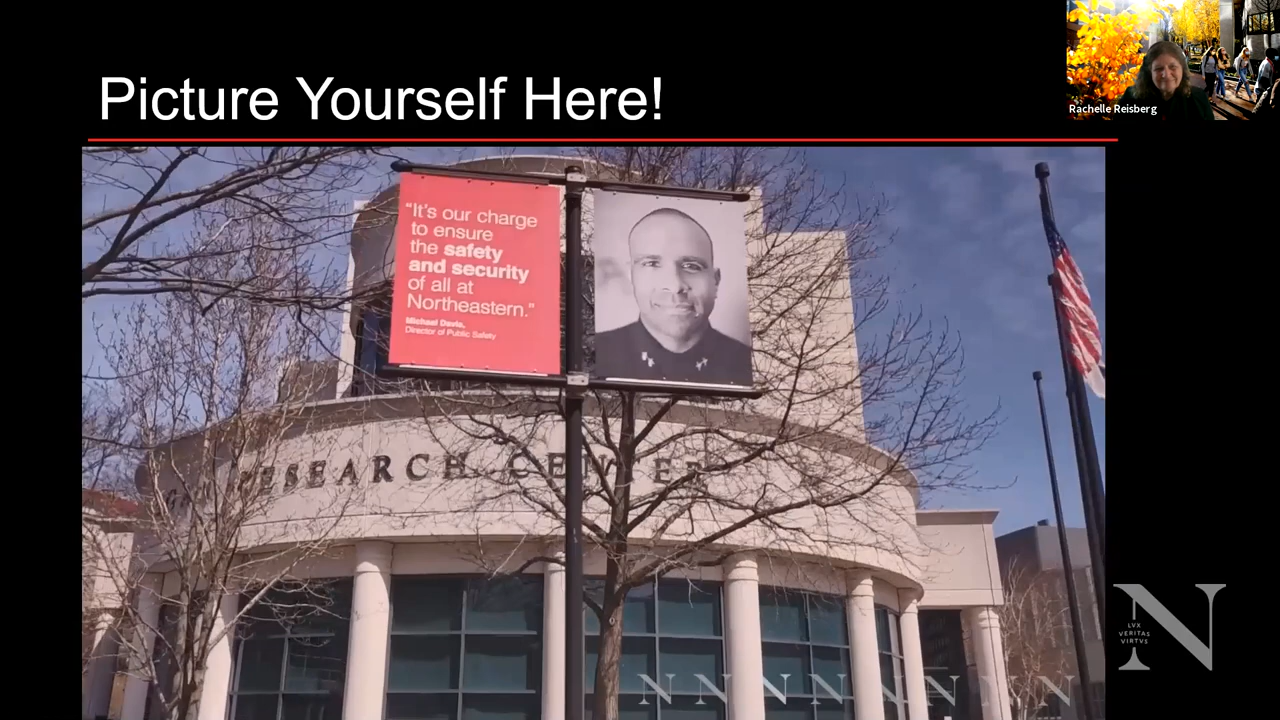 Picture Yourself Here!
Rachelle Reisberg
"It's our charge
to ensure
the safety
and security
of all at
Northeastern."
Michael Davis,
Director of Public Safety
RESEARCH CENTER
N
LVX
VERITAS
VIRTVS
N N N N N N N N